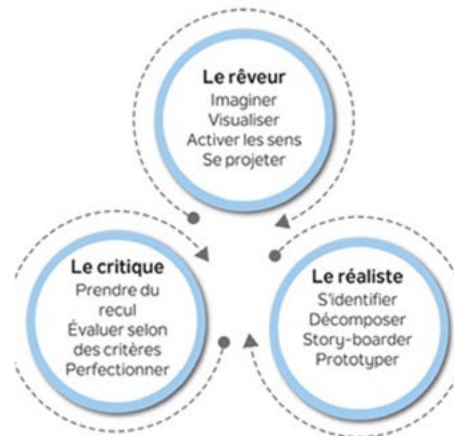 Le rêveur
Imaginer
Visualiser
Activer les sens
Se projeter
Le critique
Prendre du
recul
Évaluer selon
des critères
Perfectionner
Le réaliste
S'identifier
Décomposer
Story-boarder
Prototyper